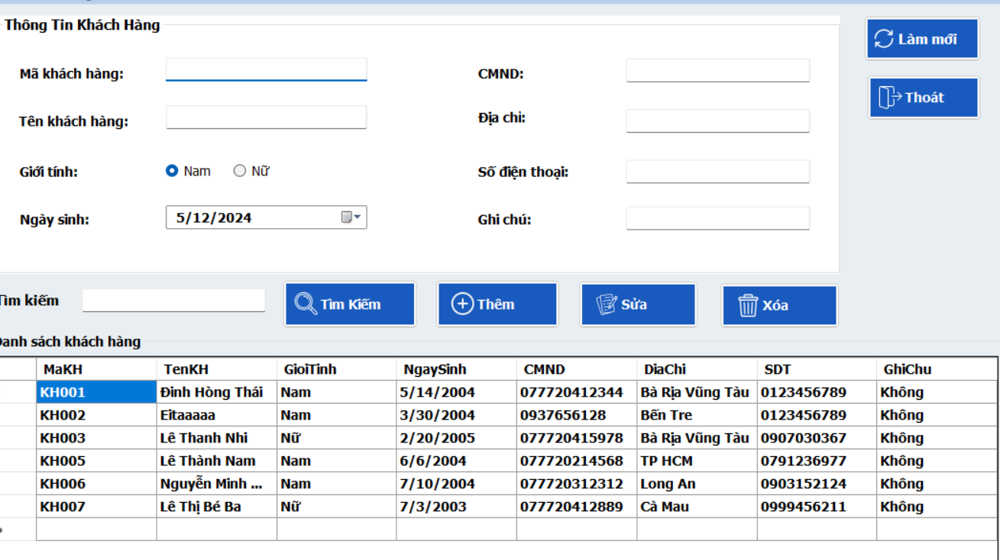 Thông Tin Khách Hàng
Làm mới
Mã khách hàng:
CMND:
Thoát
Tên khách hàng:
Địa chỉ:
Giới tính: Nam Nữ
Số điện thoại:
Ngày sinh: 5/12/2024
Ghi chú:
Tìm kiếm Tìm Kiếm Thêm Sửa Xóa
Danh sách khách hàng
MaKH TenKH GioiTinh NgaySinh CMND DiaChi SDT GhiChu
KH001 Đinh Hòng Thái Nam 5/14/2004 077720412344 Bà Rịa Vũng Tàu 0123456789 Không
KH002 Eitaaaaa Nam 3/30/2004 0937656128 Bến Tre 0123456789 Không
KH003 Lê Thanh Nhi Nữ 2/20/2005 077720415978 Bà Rịa Vũng Tàu 0907030367 Không
KH005 Lê Thành Nam Nam 6/6/2004 077720214568 TP HCM 0791236977 Không
KH006 Nguyễn Minh ... Nam 7/10/2004 077720312312 Long An 0903152124 Không
KH007 Lê Thị Bé Ba Nữ 7/3/2003 077720412889 Cà Mau 0999456211 Không